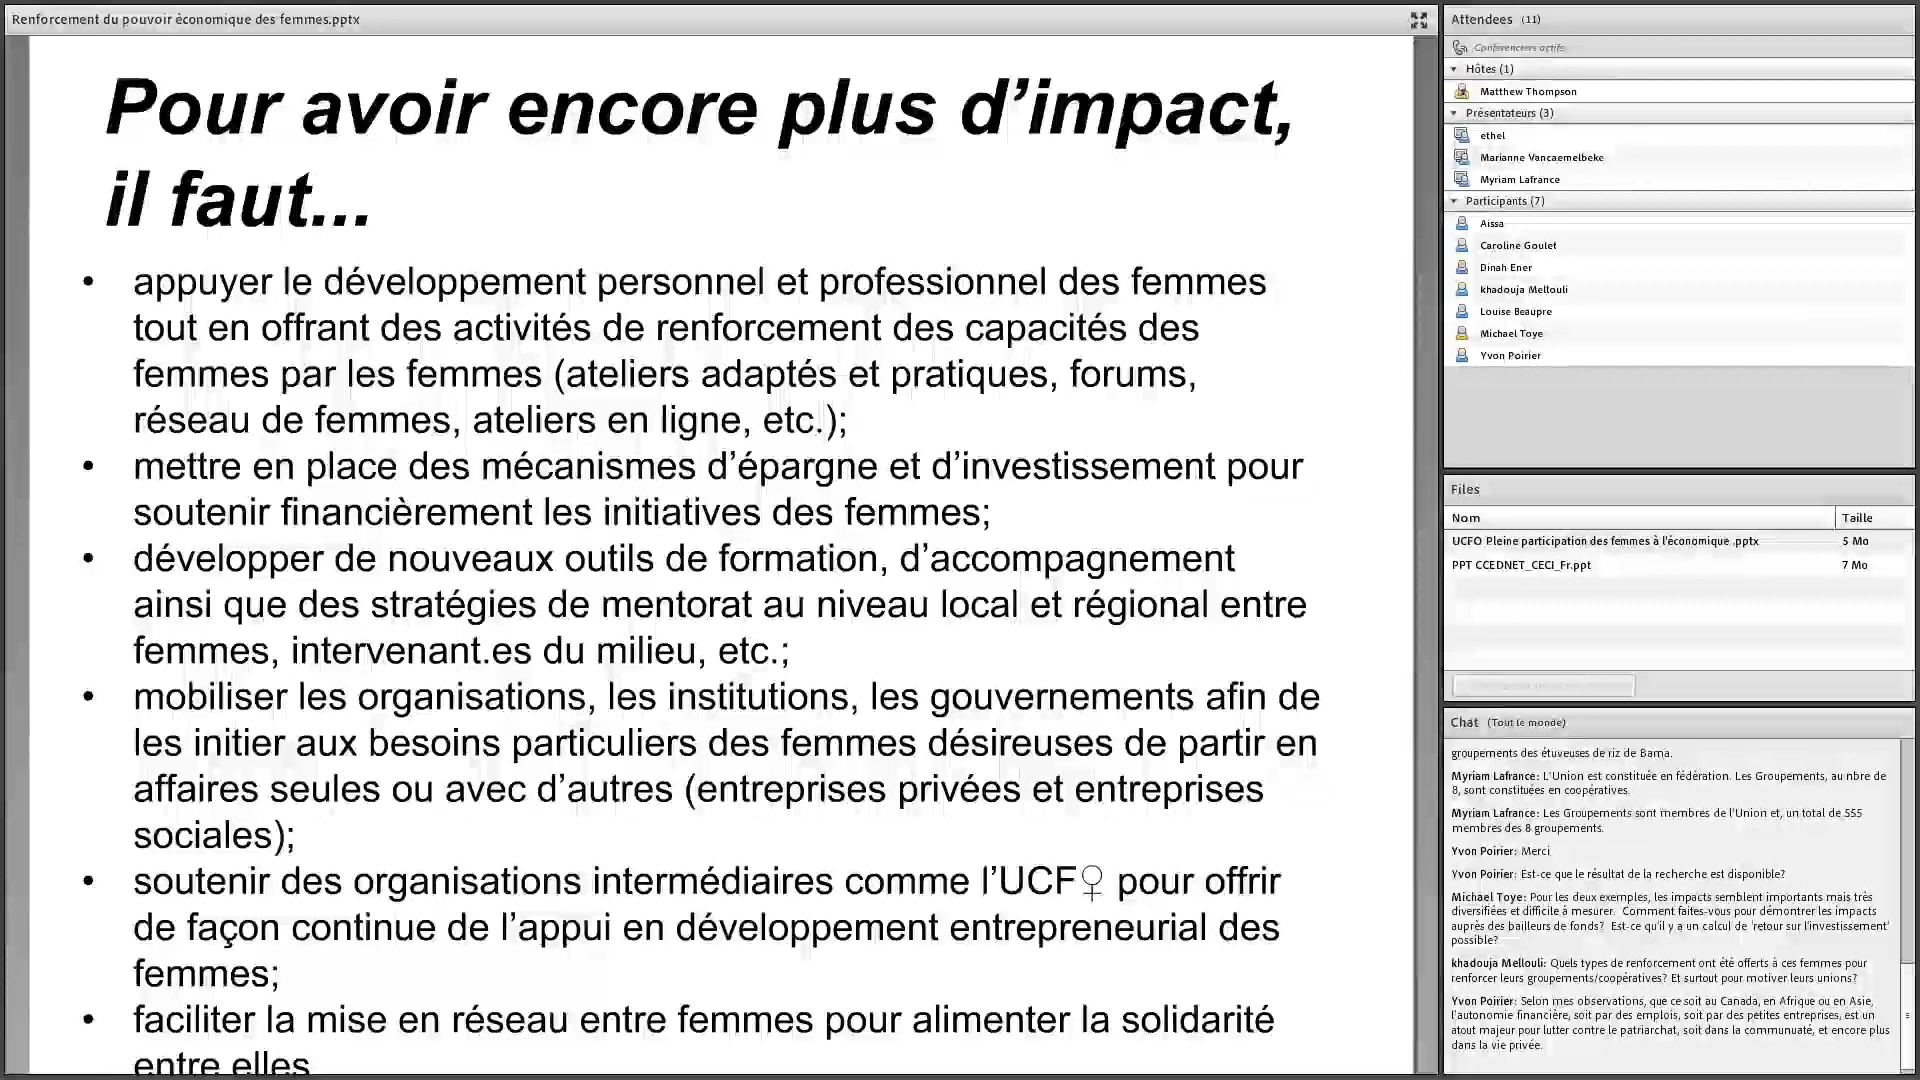 Renforcement du pouvoir économique des femmes.pptx
Pour avoir encore plus d’impact,
il faut...
• appuyer le développement personnel et professionnel des femmes
tout en offrant des activités de renforcement des capacités des
femmes par les femmes (ateliers adaptés et pratiques, forums,
réseau de femmes, ateliers en ligne, etc.);
• mettre en place des mécanismes d’épargne et d’investissement pour
soutenir financièrement les initiatives des femmes;
• développer de nouveaux outils de formation, d’accompagnement
ainsi que des stratégies de mentorat au niveau local et régional entre
femmes, intervenant.es du milieu, etc.;
• mobiliser les organisations, les institutions, les gouvernements afin de
les initier aux besoins particuliers des femmes désireuses de partir en
affaires seules ou avec d’autres (entreprises privées et entreprises
sociales);
• soutenir des organisations intermédiaires comme l’UCF♀ pour offrir
de façon continue de l’appui en développement entrepreneurial des
femmes;
• faciliter la mise en réseau entre femmes pour alimenter la solidarité
entre elles
Attendees (11)
Conférenciers actifs
Hôtes (1)
Matthew Thompson
Présentateurs (3)
ethel
Marianne Vancaemelbeke
Myriam Lafrance
Participants (7)
Aissa
Caroline Goulet
Dinah Ener
khadouja Mellouli
Louise Beaupre
Michael Toye
Yvon Poirier
Files
Nom Taille
UCFO Pleine participation des femmes à l'économique .pptx 5 Mo
PPT CCEDNET_CECI_Fr.ppt 7 Mo
Chat (Tout le monde)
groupements des étuveuses de riz de Bama.
Myriam Lafrance: L'Union est constituée en fédération. Les Groupements, au nbre de
8, sont constituées en coopératives.
Myriam Lafrance: Les Groupements sont membres de l'Union et, un total de 555
membres des 8 groupements.
Yvon Poirier: Merci
Yvon Poirier: Est-ce que le résultat de la recherche est disponible?
Michael Toye: Pour les deux exemples, les impacts semblent importants mais très
diversifiées et difficile à mesurer. Comment faites-vous pour démontrer les impacts
auprès des bailleurs de fonds? Est-ce qu'il y a un calcul de 'retour sur l'investissement'
possible?
khadouja Mellouli: Quels types de renforcement ont été offerts à ces femmes pour
renforcer leurs groupements/coopératives? Et surtout pour motiver leurs unions?
Yvon Poirier: Selon mes observations, que ce soit au Canada, en Afrique ou en Asie,
l'autonomie financière, soit par des emplois, soit par des petites entreprises, est un
atout majeur pour lutter contre le patriarchat, soit dans la communuaté, et encore plus
dans la vie privée.